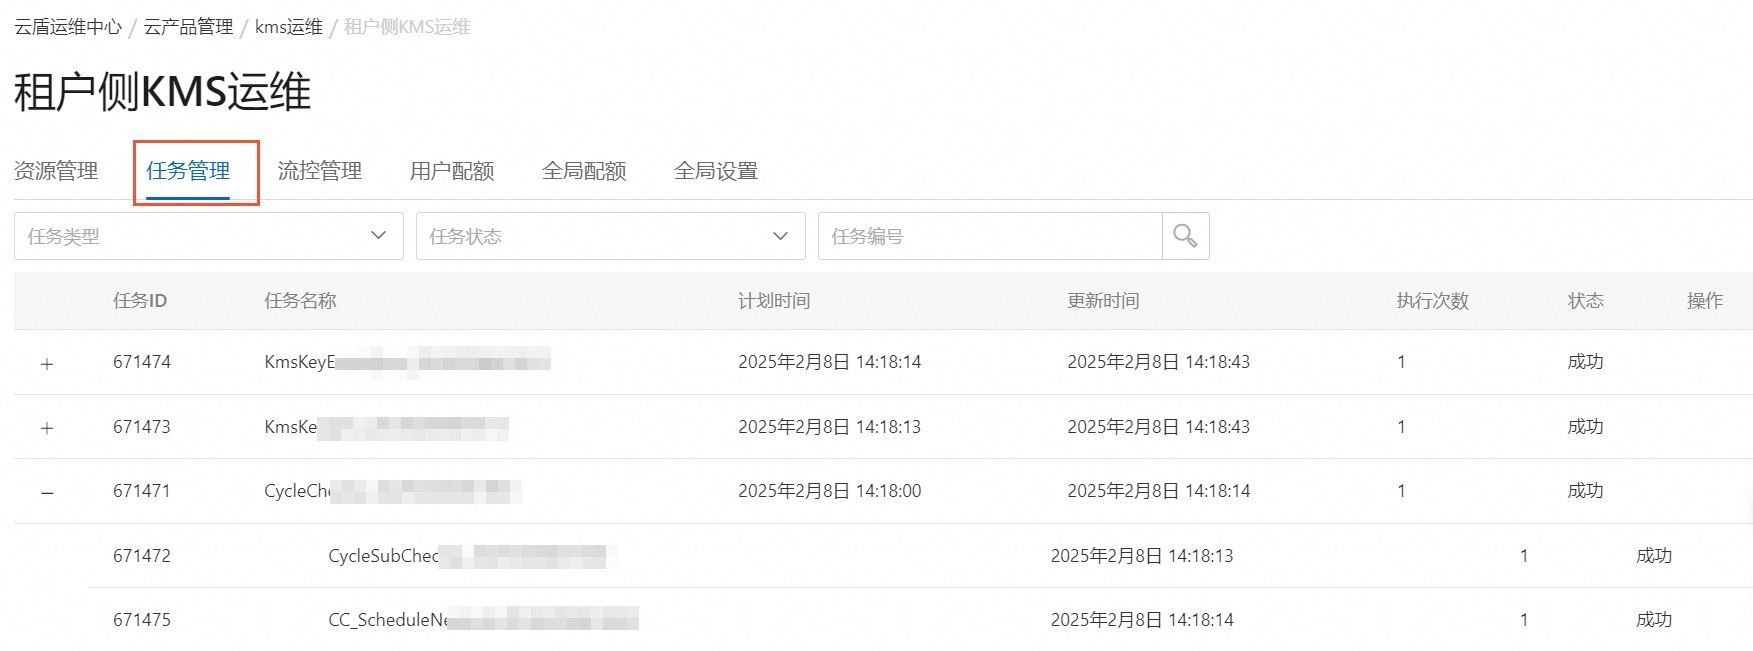 云盾运维中心 / 云产品管理 / kms运维 / 租户侧KMS运维
租户侧KMS运维
资源管理 任务管理 流控管理 用户配额 全局配额 全局设置
任务类型 任务状态 任务编号
任务ID 任务名称 计划时间 更新时间 执行次数 状态 操作
+ 671474 KmsKeyE 2025年2月8日 14:18:14 2025年2月8日 14:18:43 1 成功
+ 671473 KmsKe 2025年2月8日 14:18:13 2025年2月8日 14:18:43 1 成功
− 671471 CycleChe 2025年2月8日 14:18:00 2025年2月8日 14:18:14 1 成功
671472 CycleSubChec 2025年2月8日 14:18:13 1 成功
671475 CC_ScheduleNe 2025年2月8日 14:18:14 1 成功